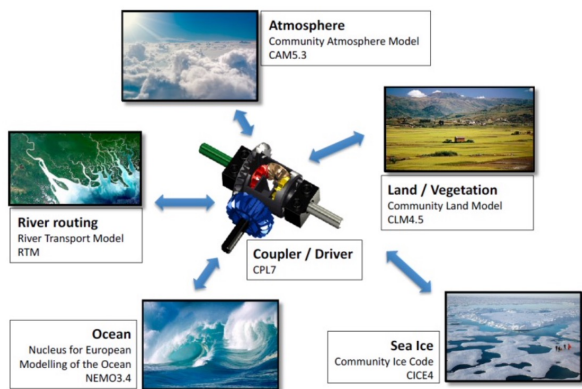 Atmosphere
Community Atmosphere Model
CAM5.3
Land / Vegetation
Community Land Model
CLM4.5
River routing
River Transport Model
RTM
Coupler / Driver
CPL7
Ocean
Nucleus for European
Modelling of the Ocean
NEMO3.4
Sea Ice
Community Ice Code
CICE4